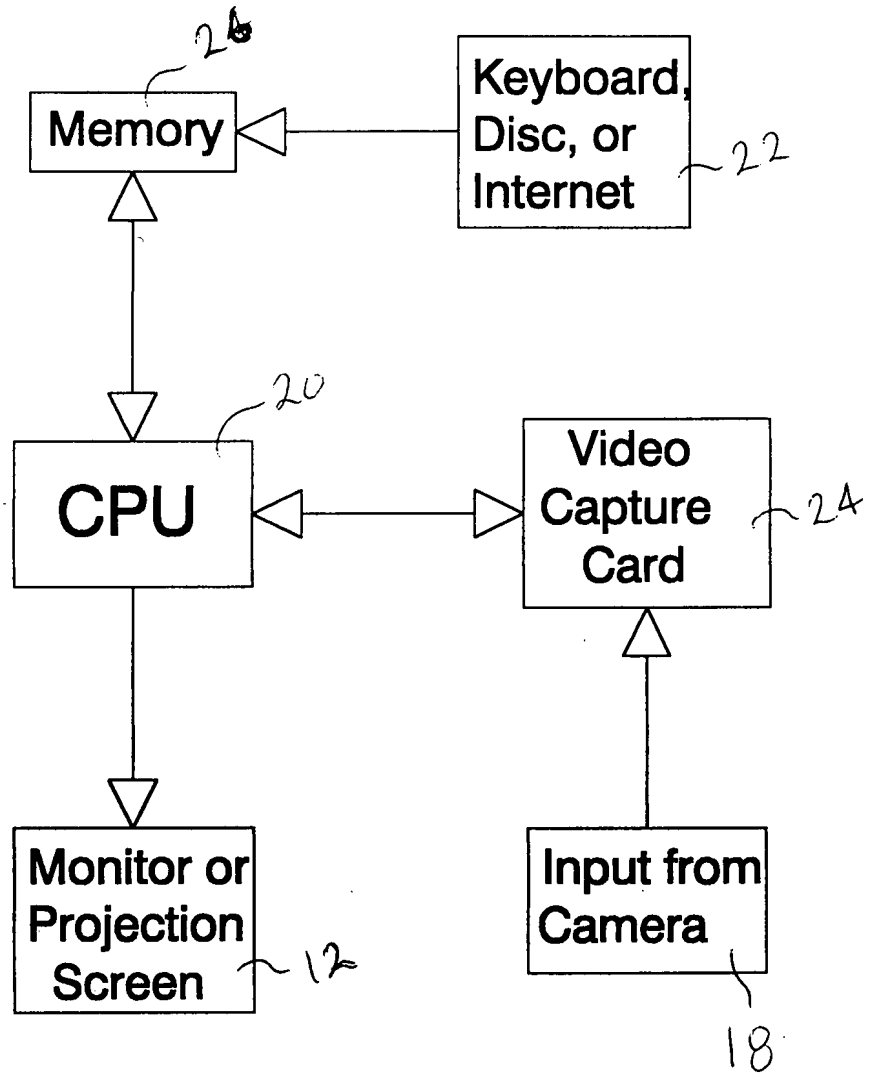 26
Memory
Keyboard,
Disc, or
Internet
22
20
CPU
Video
Capture
Card
24
Monitor or
Projection
Screen
12
Input from
Camera
18